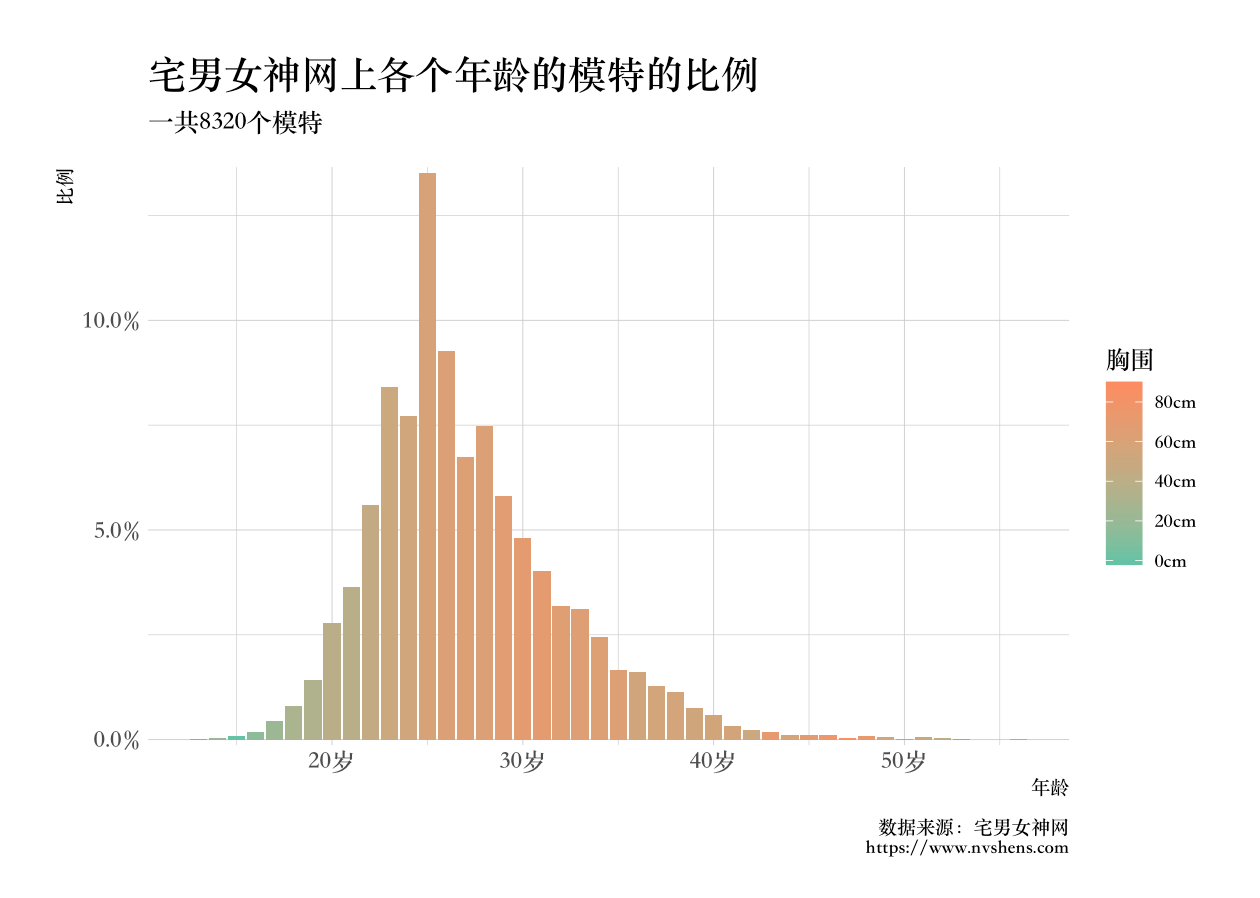 宅男女神网上各个年龄的模特的比例
一共8320个模特
比例
10.0%
5.0%
0.0%
20岁
30岁
40岁
50岁
年龄
胸围
80cm
60cm
40cm
20cm
0cm
数据来源：宅男女神网
https://www.nvshens.com